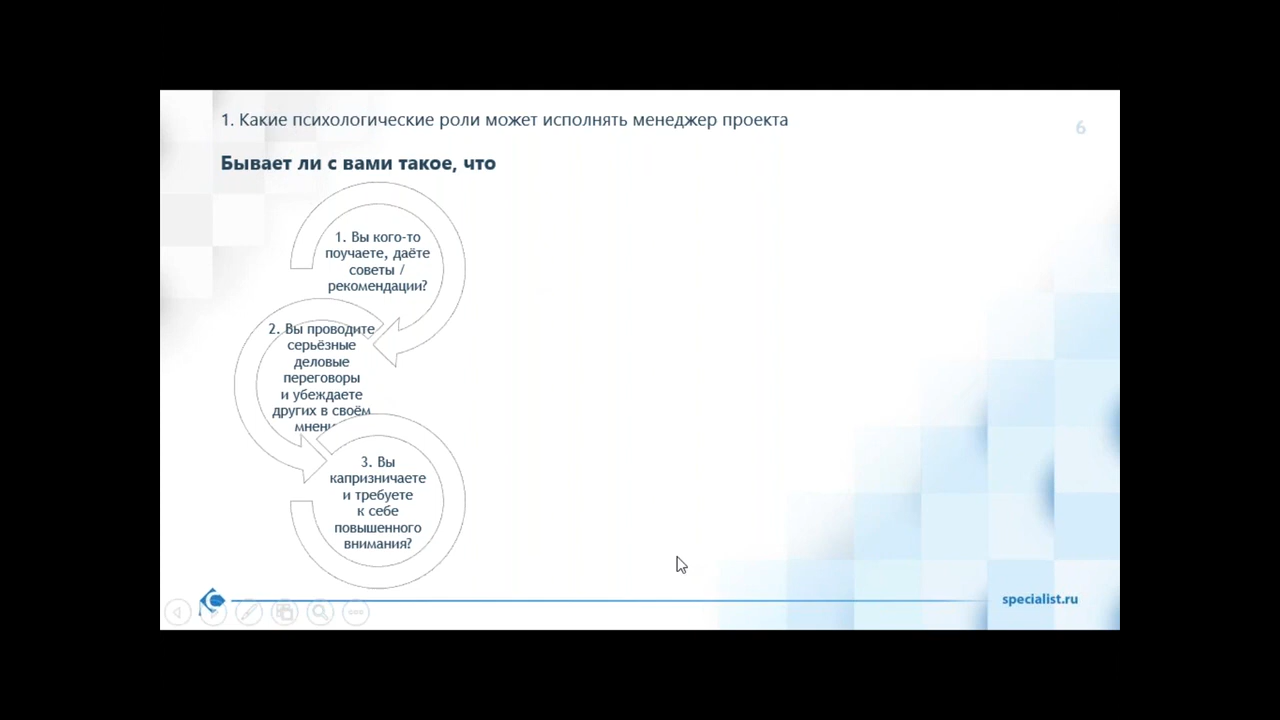 1. Какие психологические роли может исполнять менеджер проекта
6
Бывает ли с вами такое, что
1. Вы кого-то
поучаете, даёте
советы /
рекомендации?
2. Вы проводите
серьёзные
деловые
переговоры
и убеждаете
других в своём
3. Вы
капризничаете
и требуете
к себе
повышенного
внимания?
specialist.ru